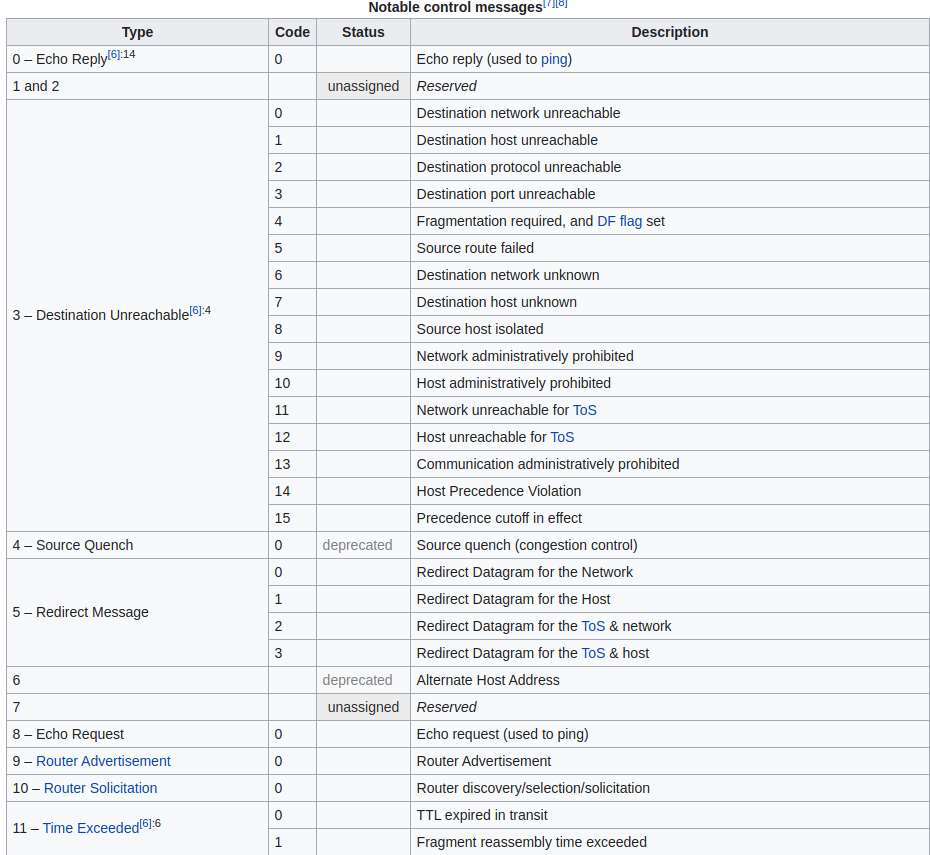 Notable control messages[7][8]
Type Code Status Description
0 – Echo Reply[6]:14 0 Echo reply (used to ping)
1 and 2 unassigned Reserved
3 – Destination Unreachable[6]:4 0 Destination network unreachable
1 Destination host unreachable
2 Destination protocol unreachable
3 Destination port unreachable
4 Fragmentation required, and DF flag set
5 Source route failed
6 Destination network unknown
7 Destination host unknown
8 Source host isolated
9 Network administratively prohibited
10 Host administratively prohibited
11 Network unreachable for ToS
12 Host unreachable for ToS
13 Communication administratively prohibited
14 Host Precedence Violation
15 Precedence cutoff in effect
4 – Source Quench 0 deprecated Source quench (congestion control)
5 – Redirect Message 0 Redirect Datagram for the Network
1 Redirect Datagram for the Host
2 Redirect Datagram for the ToS & network
3 Redirect Datagram for the ToS & host
6 deprecated Alternate Host Address
7 unassigned Reserved
8 – Echo Request 0 Echo request (used to ping)
9 – Router Advertisement 0 Router Advertisement
10 – Router Solicitation 0 Router discovery/selection/solicitation
11 – Time Exceeded[6]:6 0 TTL expired in transit
1 Fragment reassembly time exceeded